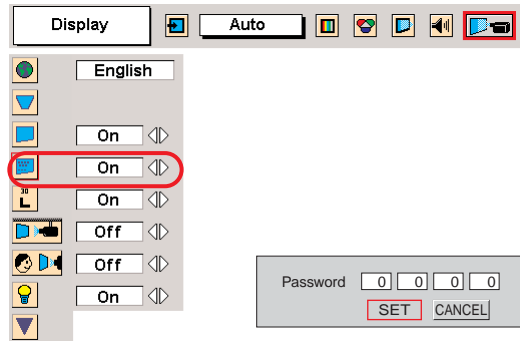 Display Auto
English
On
On
30
L
On
Off
Off
On
Password 0 0 0 0
SET CANCEL